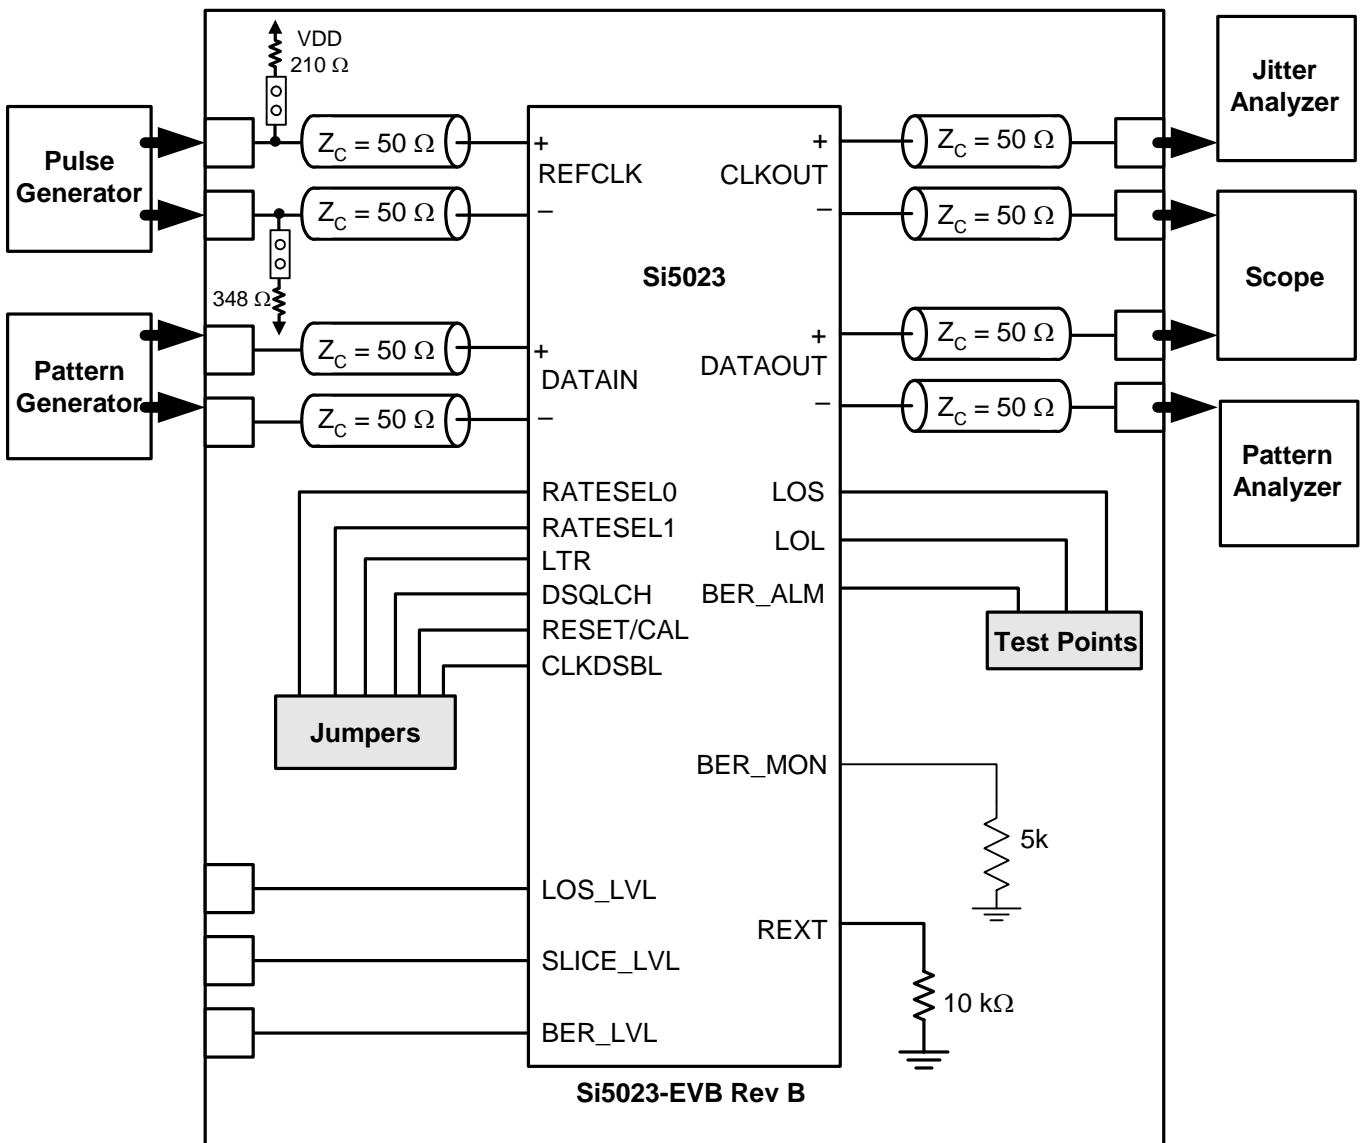 VDD
210 Ω
Jitter
Analyzer
Pulse
Generator
Z_C = 50 Ω
+
REFCLK
+
CLKOUT
Z_C = 50 Ω
Z_C = 50 Ω
–
–
Z_C = 50 Ω
Si5023
Scope
348 Ω
Pattern
Generator
Z_C = 50 Ω
+
DATAIN
+
DATAOUT
Z_C = 50 Ω
Z_C = 50 Ω
–
–
Z_C = 50 Ω
Pattern
Analyzer
RATESEL0
LOS
RATESEL1
LOL
LTR
DSQLCH
BER_ALM
RESET/CAL
CLKDSBL
Test Points
Jumpers
BER_MON
5k
LOS_LVL
REXT
SLICE_LVL
10 kΩ
BER_LVL
Si5023-EVB Rev B